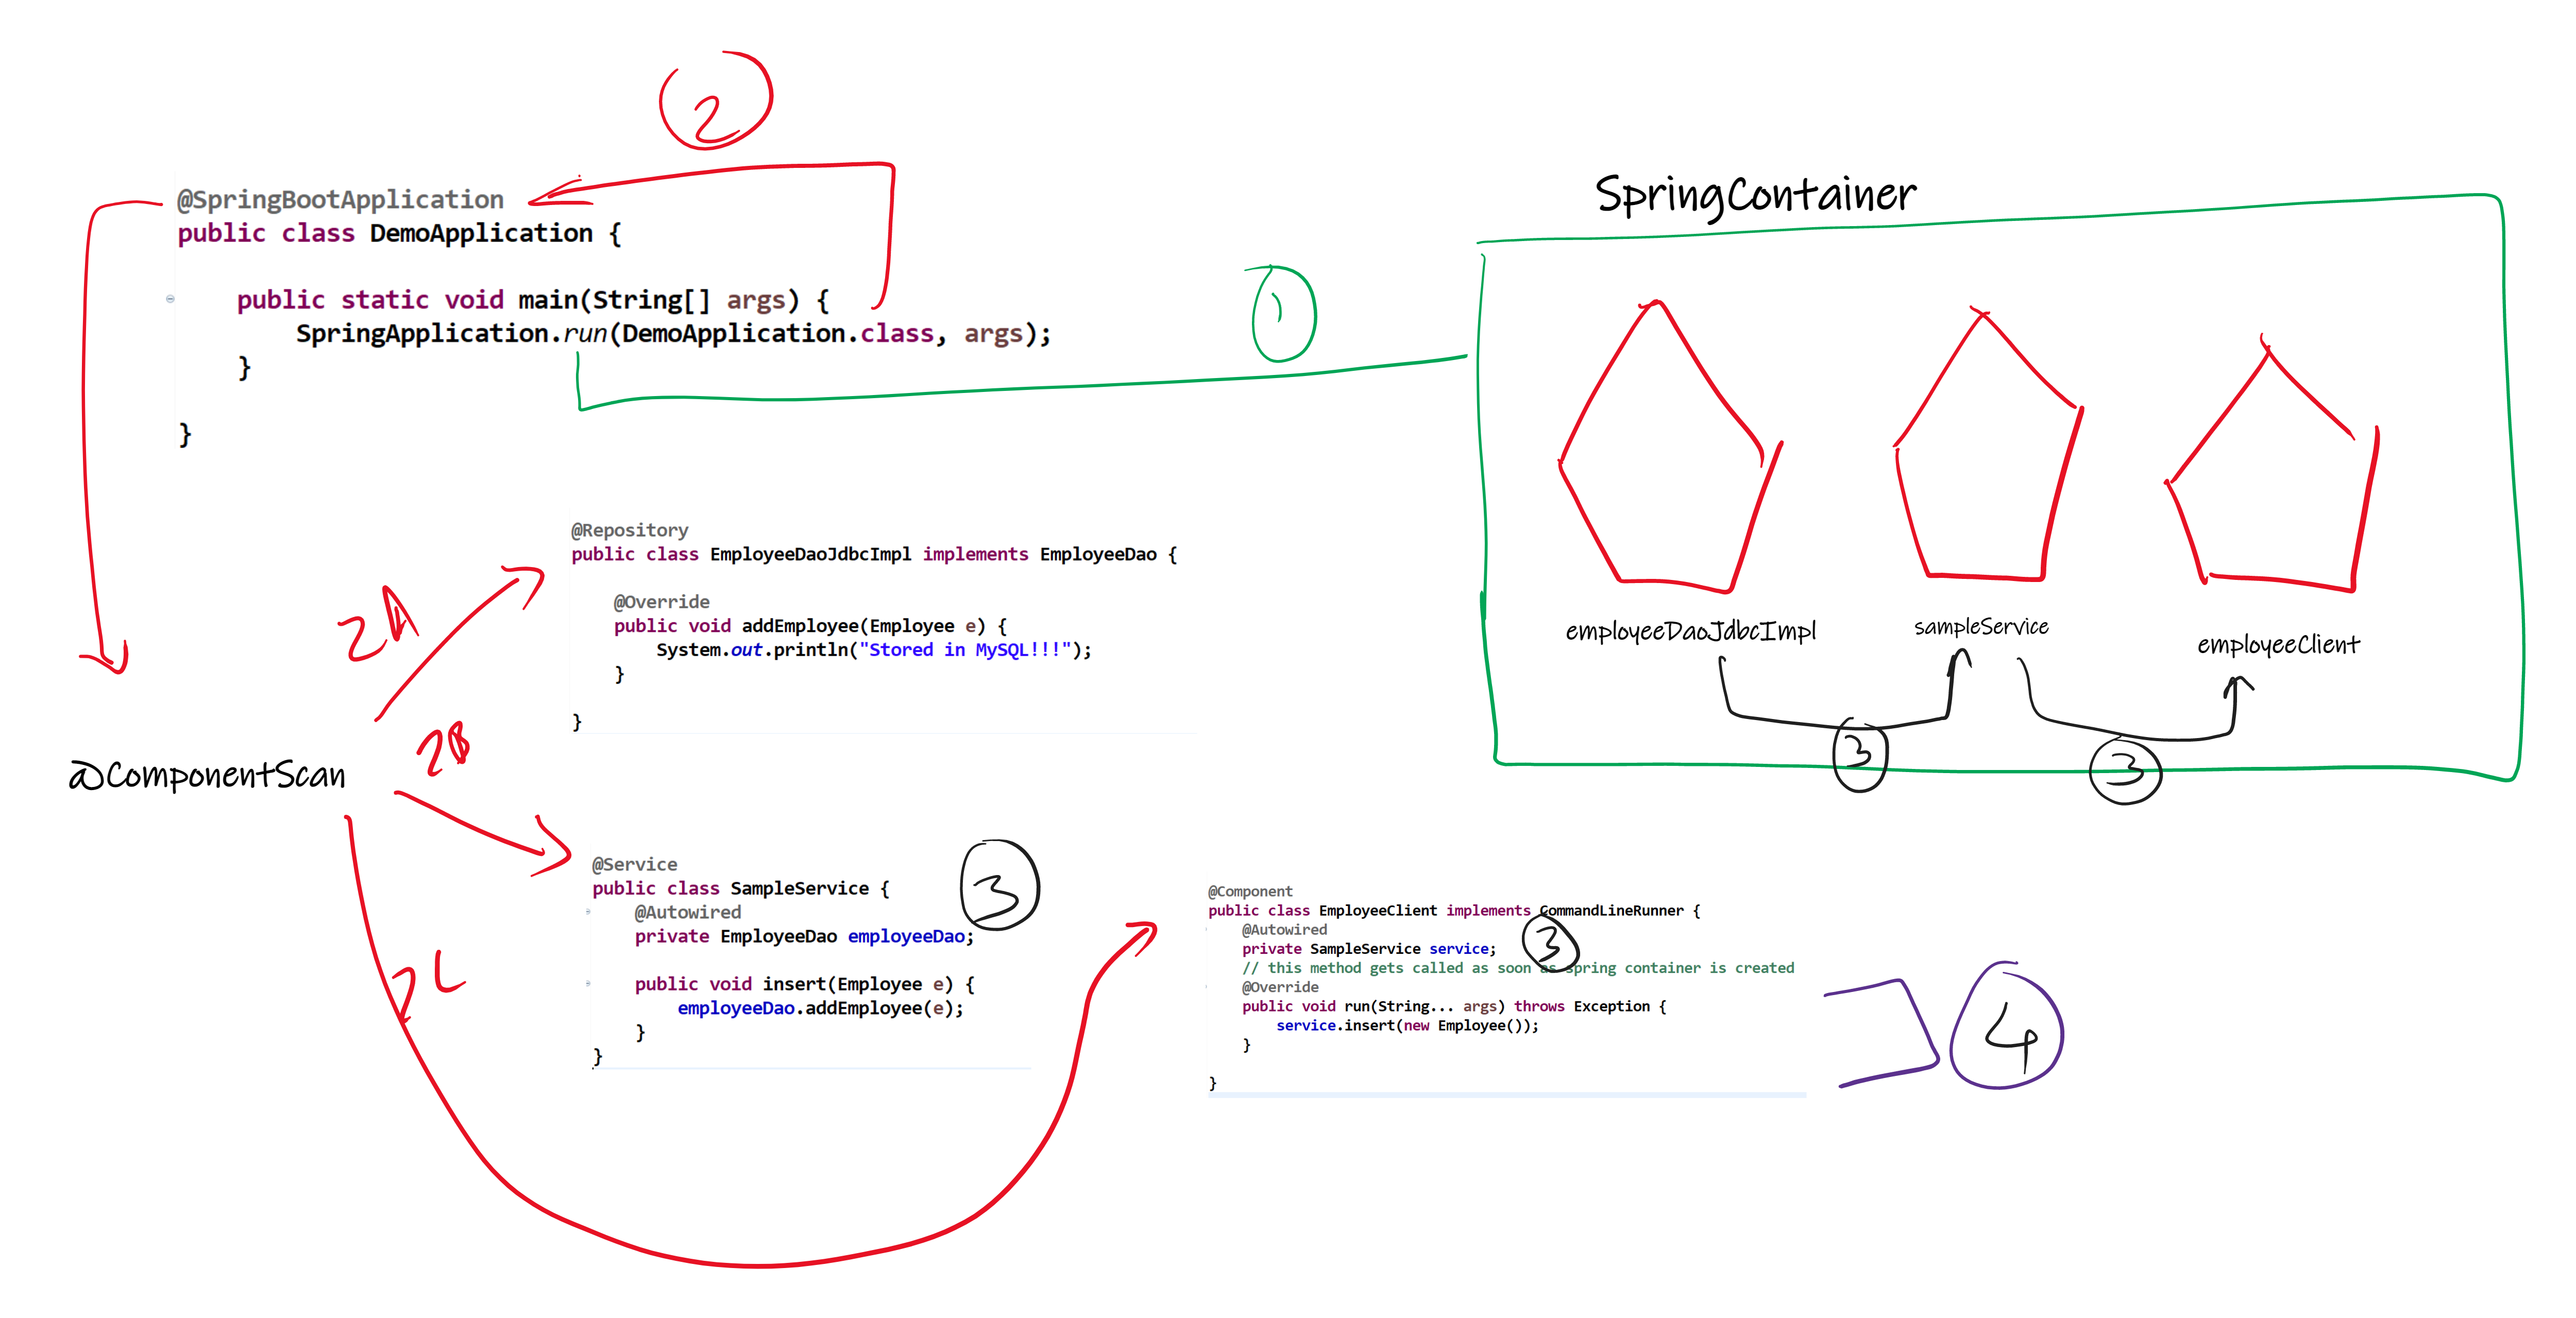 2
@SpringBootApplication
public class DemoApplication {
public static void main(String[] args) {
SpringApplication.run(DemoApplication.class, args);
}
}
1
SpringContainer
employeeDaoJdbcImpl
sampleService
employeeClient
3
3
@ComponentScan
2A
2B
2C
@Repository
public class EmployeeDaoJdbcImpl implements EmployeeDao {
@Override
public void addEmployee(Employee e) {
System.out.println("Stored in MySQL!!!");
}
}
@Service
public class SampleService {
@Autowired
private EmployeeDao employeeDao;
public void insert(Employee e) {
employeeDao.addEmployee(e);
}
}
3
@Component
public class EmployeeClient implements CommandLineRunner {
@Autowired
private SampleService service;
// this method gets called as soon as spring container is created
@Override
public void run(String... args) throws Exception {
service.insert(new Employee());
}
}
3
4